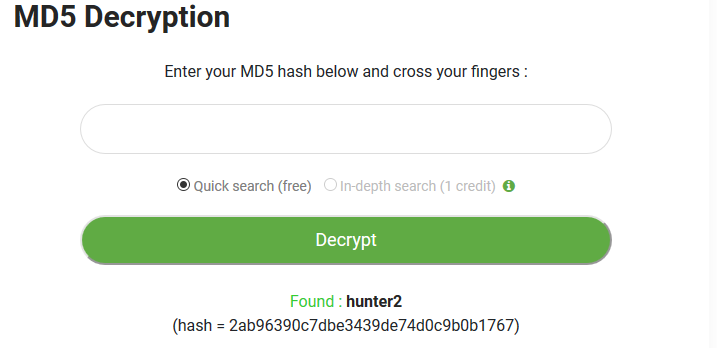 MD5 Decryption
Enter your MD5 hash below and cross your fingers :
Quick search (free) In-depth search (1 credit) i
Decrypt
Found : hunter2
(hash = 2ab96390c7dbe3439de74d0c9b0b1767)